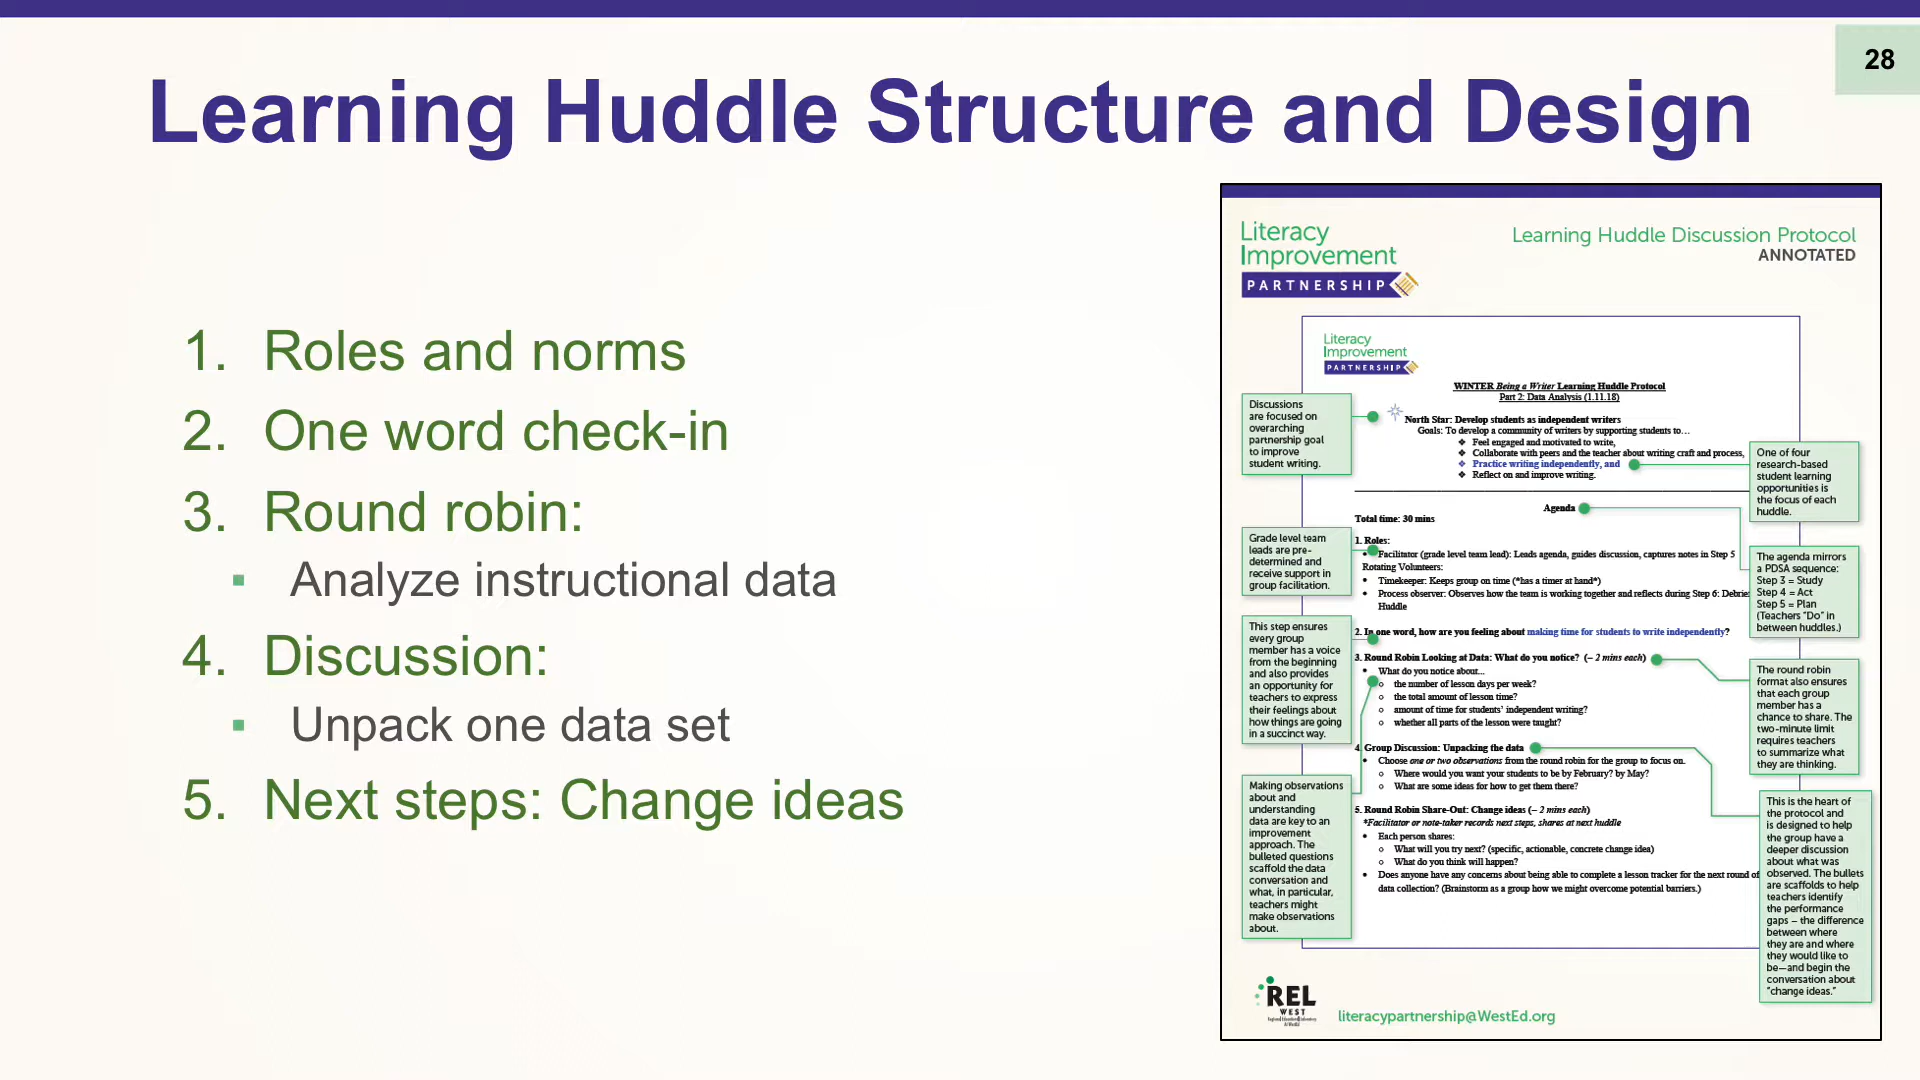 28
Learning Huddle Structure and Design
1. Roles and norms
2. One word check-in
3. Round robin:
▪ Analyze instructional data
4. Discussion:
▪ Unpack one data set
5. Next steps: Change ideas
Literacy
Improvement
PARTNERSHIP
Learning Huddle Discussion Protocol
ANNOTATED
Literacy
Improvement
PARTNERSHIP
WINTER Being a Writer Learning Huddle Protocol
Part 2: Data Analysis (1.11.18)
North Star: Develop students as independent writers
Goals: To develop a community of writers by supporting students to…
❖ Feel engaged and motivated to write,
❖ Collaborate with peers and the teacher about writing craft and process,
❖ Practice writing independently, and
❖ Reflect on and improve writing.
Agenda
Total time: 30 mins
1. Roles:
• Facilitator (grade level team lead): Leads agenda, guides discussion, captures notes in Step 5
Rotating Volunteers:
• Timekeeper: Keeps group on time (*has a timer at hand*)
• Process observer: Observes how the team is working together and reflects during Step 6: Debrief
Huddle
2. In one word, how are you feeling about making time for students to write independently?
3. Round Robin Looking at Data: What do you notice? (~ 2 mins each)
• What do you notice about...
o the number of lesson days per week?
o the total amount of lesson time?
o amount of time for students' independent writing?
o whether all parts of the lesson were taught?
4. Group Discussion: Unpacking the data
• Choose one or two observations from the round robin for the group to focus on.
o Where would you want your students to be by February? by May?
o What are some ideas for how to get them there?
5. Round Robin Share-Out: Change ideas (~ 2 mins each)
*Facilitator or note-taker records next steps, shares at next huddle
• Each person shares:
o What will you try next? (specific, actionable, concrete change idea)
o What do you think will happen?
• Does anyone have any concerns about being able to complete a lesson tracker for the next round of
data collection? (Brainstorm as a group how we might overcome potential barriers.)
Discussions
are focused on
overarching
partnership goal
to improve
student writing.
Grade level team
leads are pre-
determined and
receive support in
group facilitation.
This step ensures
every group
member has a voice
from the beginning
and also provides
an opportunity for
teachers to express
their feelings about
how things are going
in a succinct way.
Making observations
about and
understanding
data are key to an
improvement
approach. The
bulleted questions
scaffold the data
conversation and
what, in particular,
teachers might
make observations
about.
One of four
research-based
student learning
opportunities is
the focus of each
huddle.
The agenda mirrors
a PDSA sequence:
Step 3 = Study
Step 4 = Act
Step 5 = Plan
(Teachers "Do" in
between huddles.)
The round robin
format also ensures
that each group
member has a
chance to share. The
two-minute limit
requires teachers
to summarize what
they are thinking.
This is the heart of
the protocol and
is designed to help
the group have a
deeper discussion
about what was
observed. The bullets
are scaffolds to help
teachers identify
the performance
gaps – the difference
between where
they are and where
they would like to
be—and begin the
conversation about
"change ideas."
REL
WEST
literacypartnership@WestEd.org